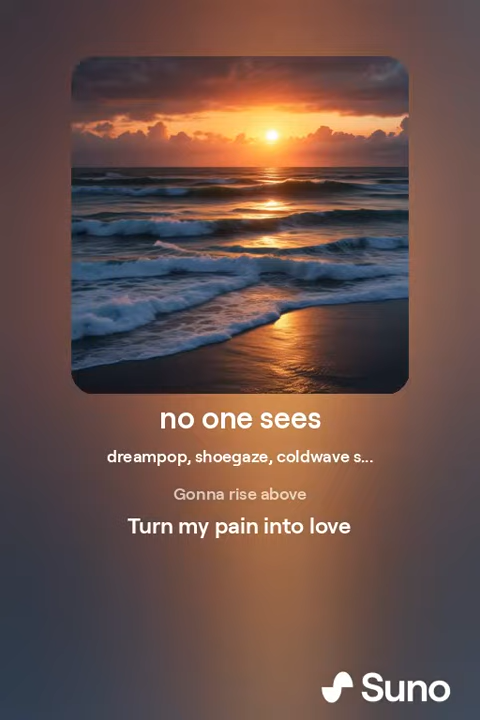 no one sees
dreampop, shoegaze, coldwave s...
Gonna rise above
Turn my pain into love
Suno